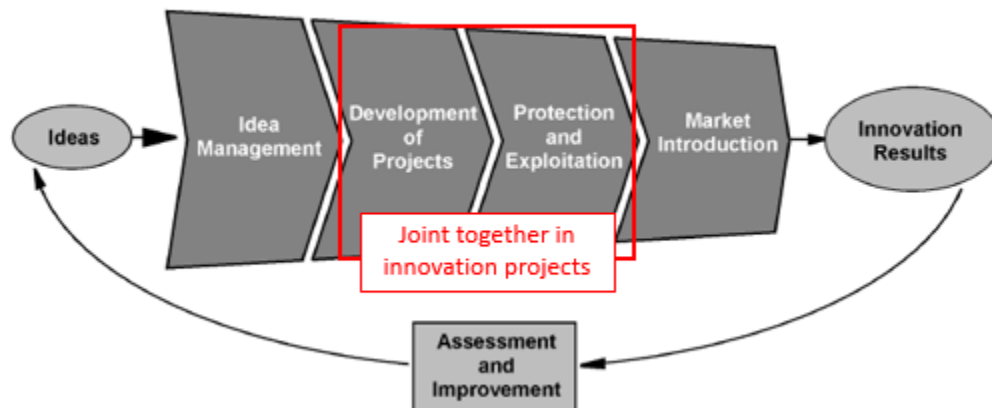 Ideas
Idea
Management
Development
of
Projects
Protection
and
Exploitation
Market
Introduction
Innovation
Results
Joint together in
innovation projects
Assessment
and
Improvement